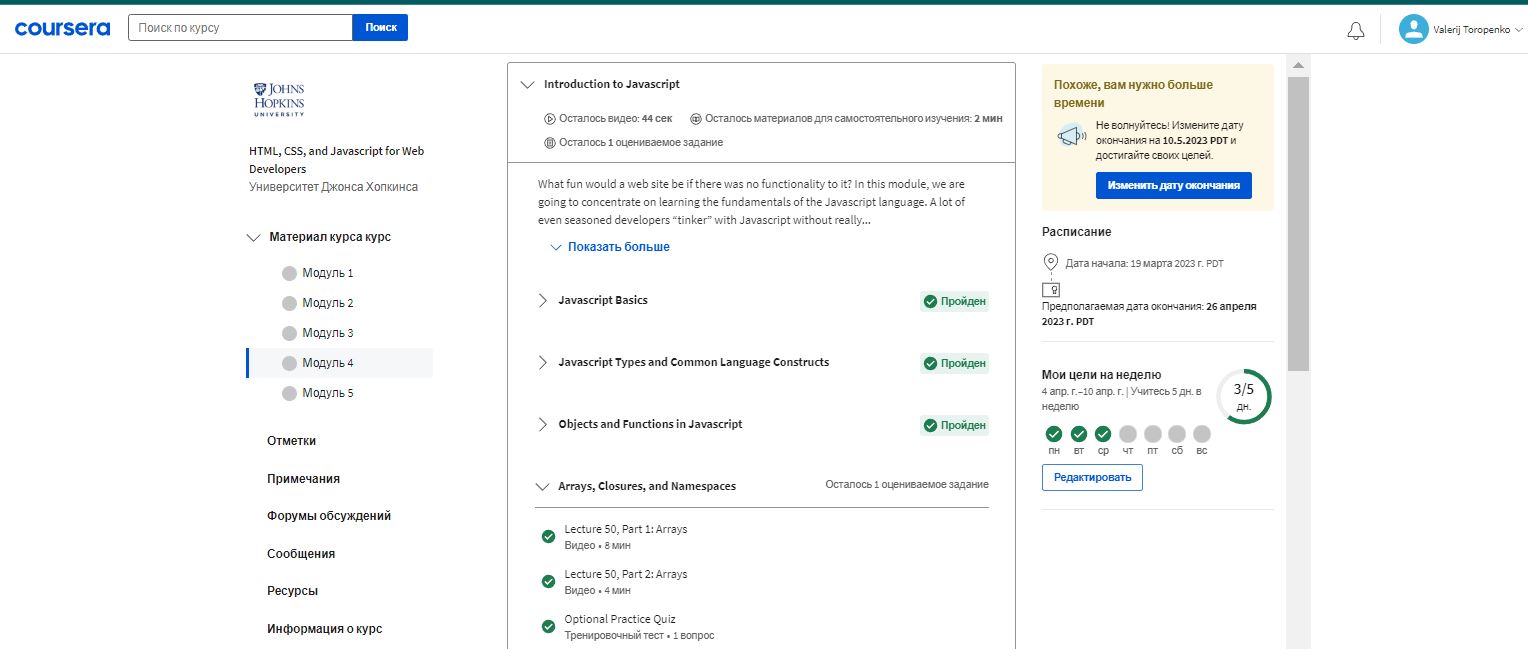 coursera
Поиск по курсу
Поиск
Valerij Toropenko
JOHNS
HOPKINS
UNIVERSITY
HTML, CSS, and Javascript for Web
Developers
Университет Джонса Хопкинса
Материал курса курс
Модуль 1
Модуль 2
Модуль 3
Модуль 4
Модуль 5
Отметки
Примечания
Форумы обсуждений
Сообщения
Ресурсы
Информация о курс
Introduction to Javascript
Осталось видео: 44 сек
Осталось материалов для самостоятельного изучения: 2 мин
Осталось 1 оцениваемое задание
What fun would a web site be if there was no functionality to it? In this module, we are
going to concentrate on learning the fundamentals of the Javascript language. A lot of
even seasoned developers “tinker” with Javascript without really...
Показать больше
Javascript Basics
Пройден
Javascript Types and Common Language Constructs
Пройден
Objects and Functions in Javascript
Пройден
Arrays, Closures, and Namespaces
Осталось 1 оцениваемое задание
Lecture 50, Part 1: Arrays
Видео • 8 мин
Lecture 50, Part 2: Arrays
Видео • 4 мин
Optional Practice Quiz
Тренировочный тест • 1 вопрос
Похоже, вам нужно больше
времени
Не волнуйтесь! Измените дату
окончания на 10.5.2023 PDT и
достигайте своих целей.
Изменить дату окончания
Расписание
Дата начала: 19 марта 2023 г. PDT
Предполагаемая дата окончания: 26 апреля
2023 г. PDT
Мои цели на неделю
4 апр. г.–10 апр. г. | Учитесь 5 дн. в
неделю
3/5
дн.
пн вт ср чт пт сб вс
Редактировать